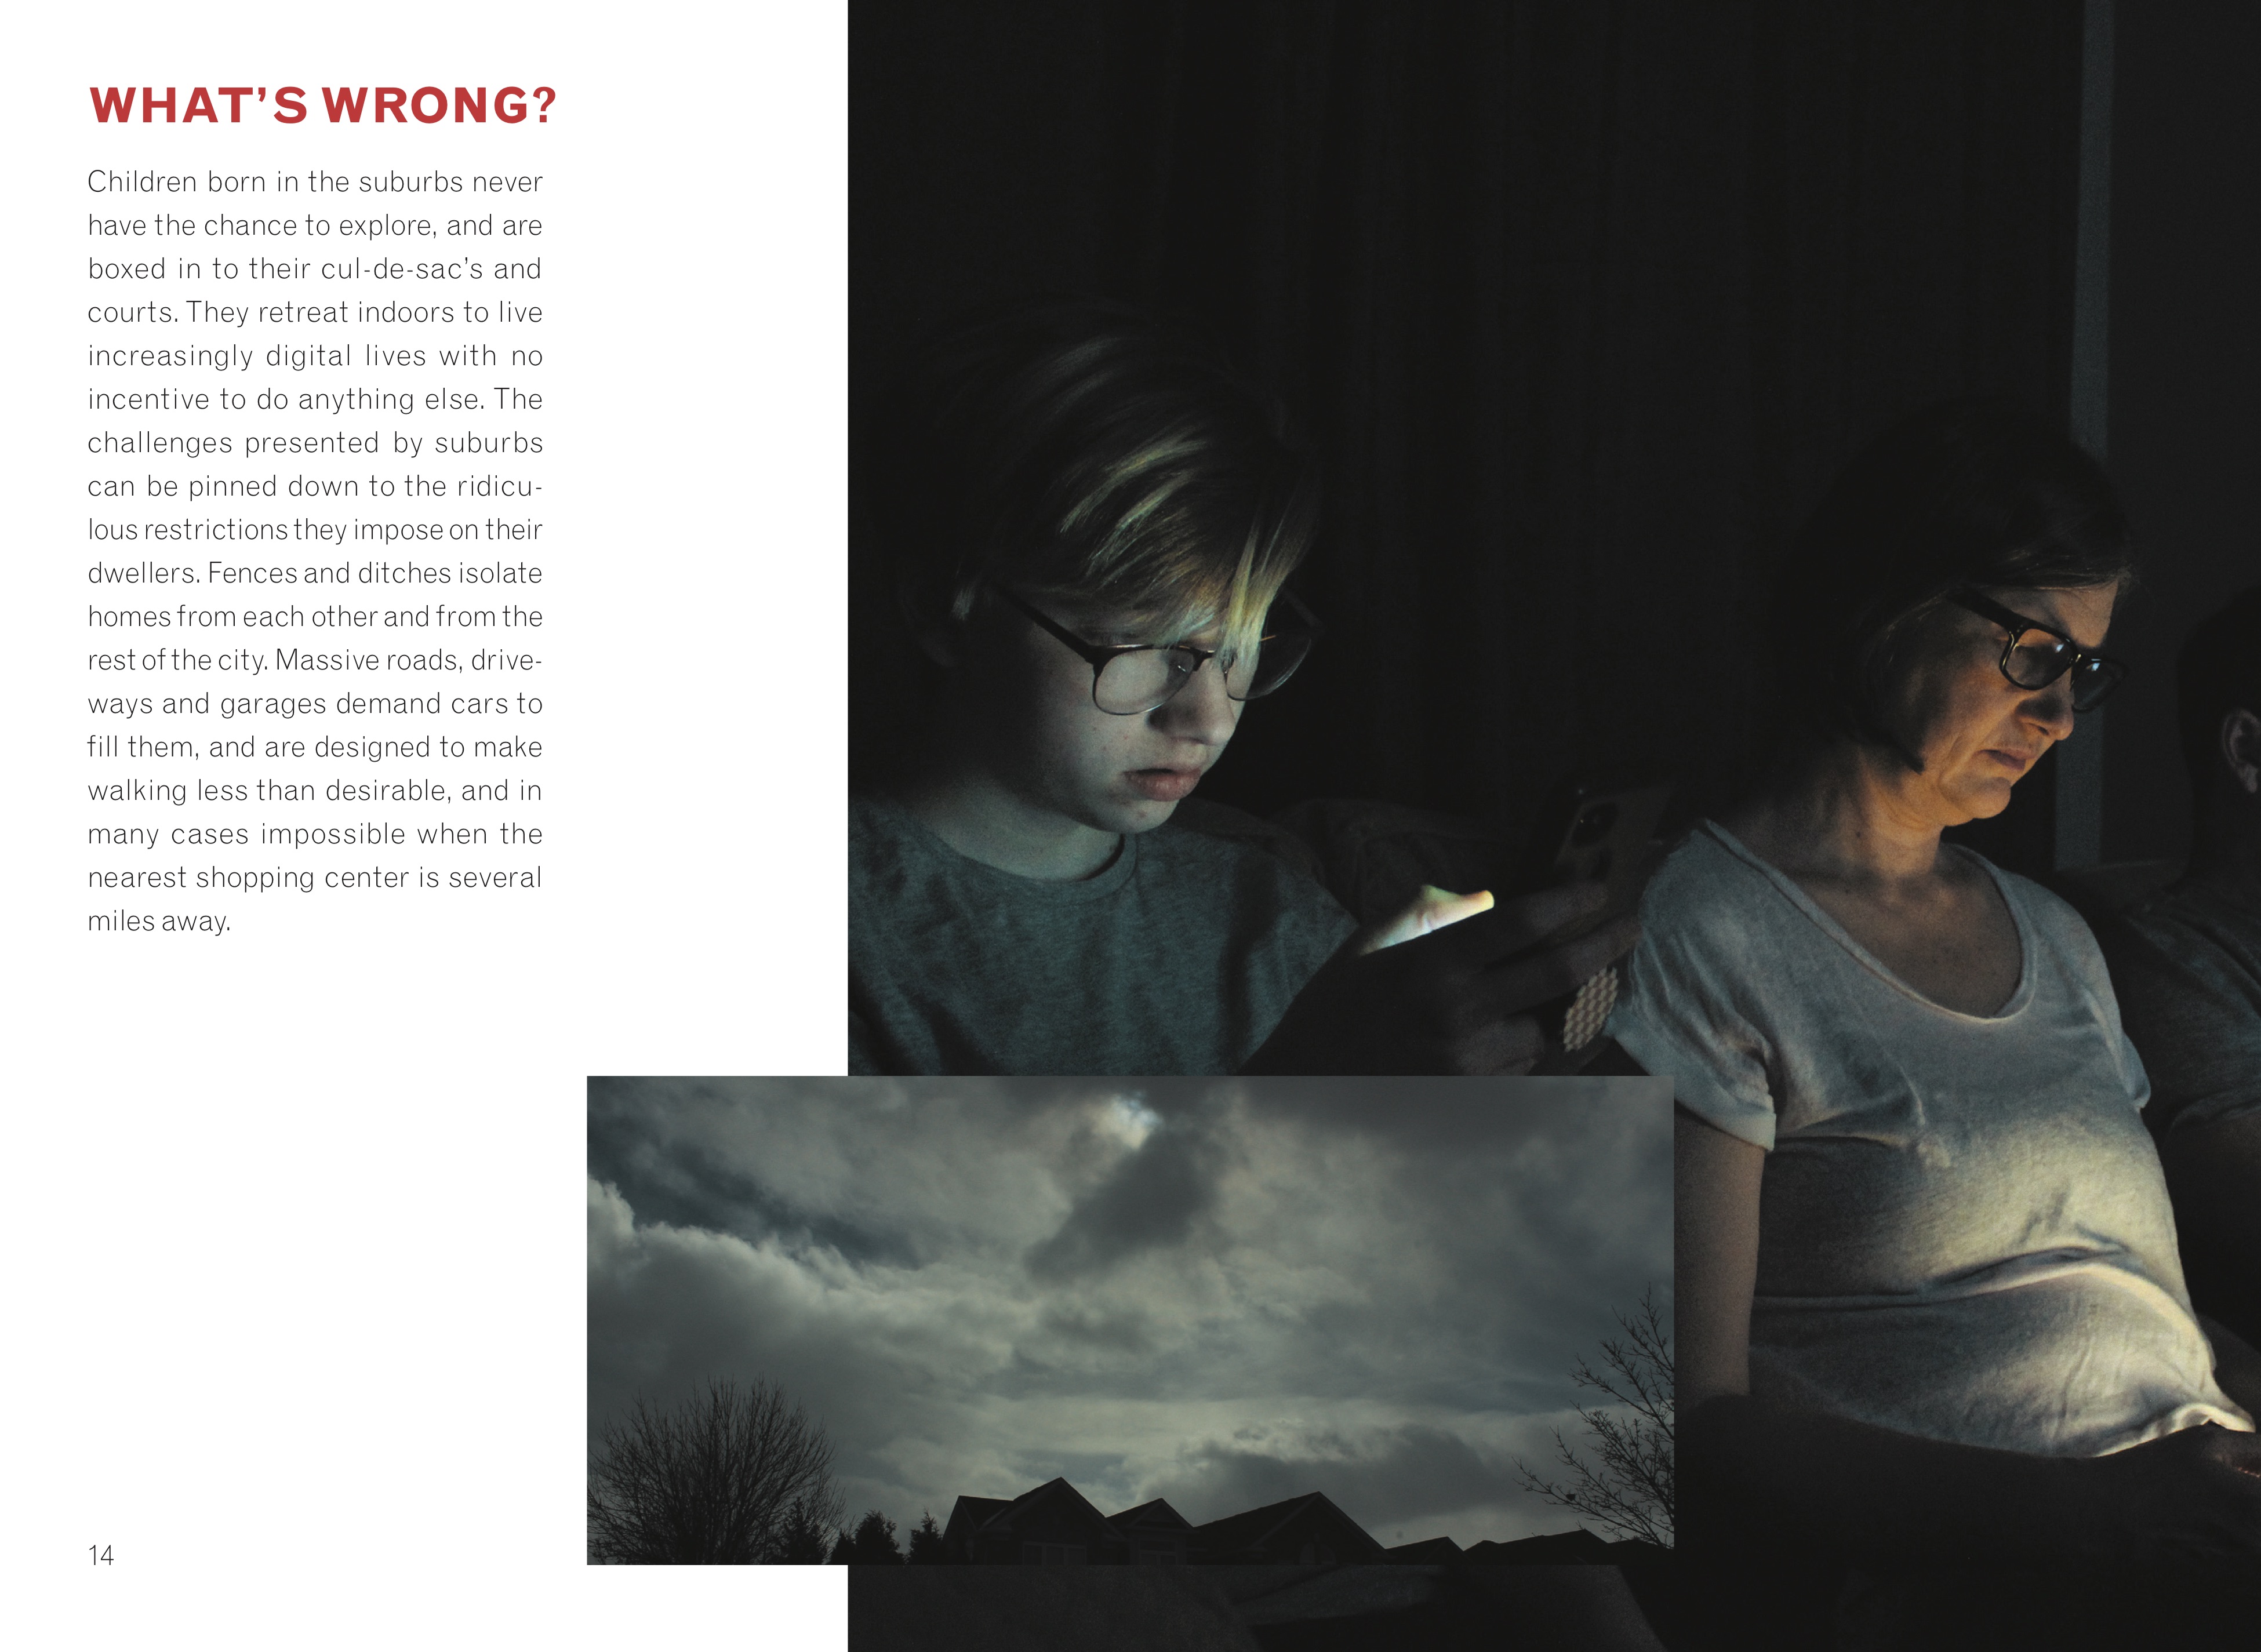 WHAT’S WRONG?
Children born in the suburbs never
have the chance to explore, and are
boxed in to their cul-de-sac’s and
courts. They retreat indoors to live
increasingly digital lives with no
incentive to do anything else. The
challenges presented by suburbs
can be pinned down to the ridicu-
lous restrictions they impose on their
dwellers. Fences and ditches isolate
homes from each other and from the
rest of the city. Massive roads, drive-
ways and garages demand cars to
fill them, and are designed to make
walking less than desirable, and in
many cases impossible when the
nearest shopping center is several
miles away.
14